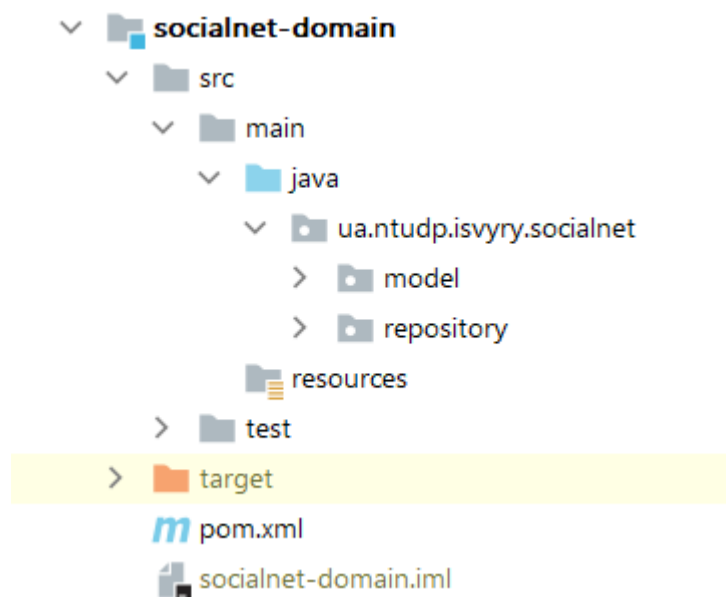 socialnet-domain
src
main
java
ua.ntudp.isvyry.socialnet
model
repository
resources
test
target
pom.xml
socialnet-domain.iml